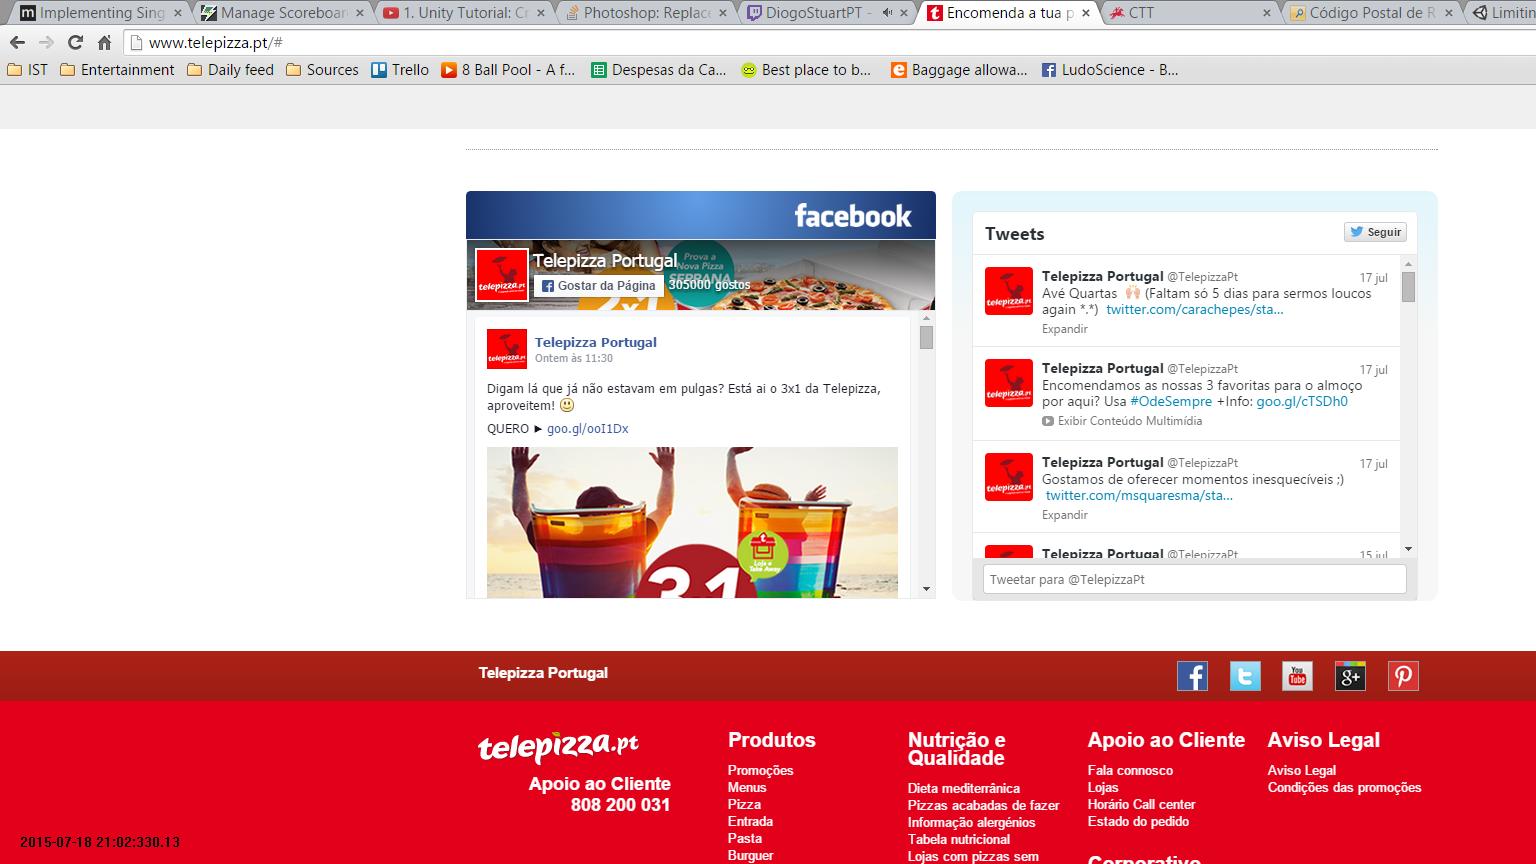 Implementing Sing
Manage Scoreboar
1. Unity Tutorial: Cr
Photoshop: Replace
DiogoStuartPT -
Encomenda a tua p
CTT
Código Postal de R
Limitin
www.telepizza.pt/#
IST
Entertainment
Daily feed
Sources
Trello
8 Ball Pool - A f...
Despesas da Ca...
Best place to b...
Baggage allowa...
LudoScience - B...
facebook
Prova a
Nova Pizza
SERRANA
2x1
Telepizza Portugal
Gostar da Página
305000 gostos
telepizza.pt
Telepizza Portugal
Ontem às 11:30
Digam lá que já não estavam em pulgas? Está ai o 3x1 da Telepizza,
aproveitem!
QUERO ► goo.gl/ooI1Dx
Loja e
Take Away
3x1
Tweets
Seguir
Telepizza Portugal @TelepizzaPt 17 jul
Avé Quartas 🙌 (Faltam só 5 dias para sermos loucos
again *.*) twitter.com/carachepes/sta...
Expandir
Telepizza Portugal @TelepizzaPt 17 jul
Encomendamos as nossas 3 favoritas para o almoço
por aqui? Usa #OdeSempre +Info: goo.gl/cTSDh0
Exibir Conteúdo Multimídia
Telepizza Portugal @TelepizzaPt 17 jul
Gostamos de oferecer momentos inesquecíveis ;)
twitter.com/msquaresma/sta...
Expandir
Telepizza Portugal @TelepizzaPt 15 jul
Tweetar para @TelepizzaPt
Telepizza Portugal
You
Tube
g+
telepizza.pt
Apoio ao Cliente
808 200 031
Produtos
Promoções
Menus
Pizza
Entrada
Pasta
Burguer
Nutrição e
Qualidade
Dieta mediterrânica
Pizzas acabadas de fazer
Informação alergénios
Tabela nutricional
Lojas com pizzas sem
Apoio ao Cliente
Fala connosco
Lojas
Horário Call center
Estado do pedido
Corporativo
Aviso Legal
Aviso Legal
Condições das promoções
2015-07-18 21:02:330.13